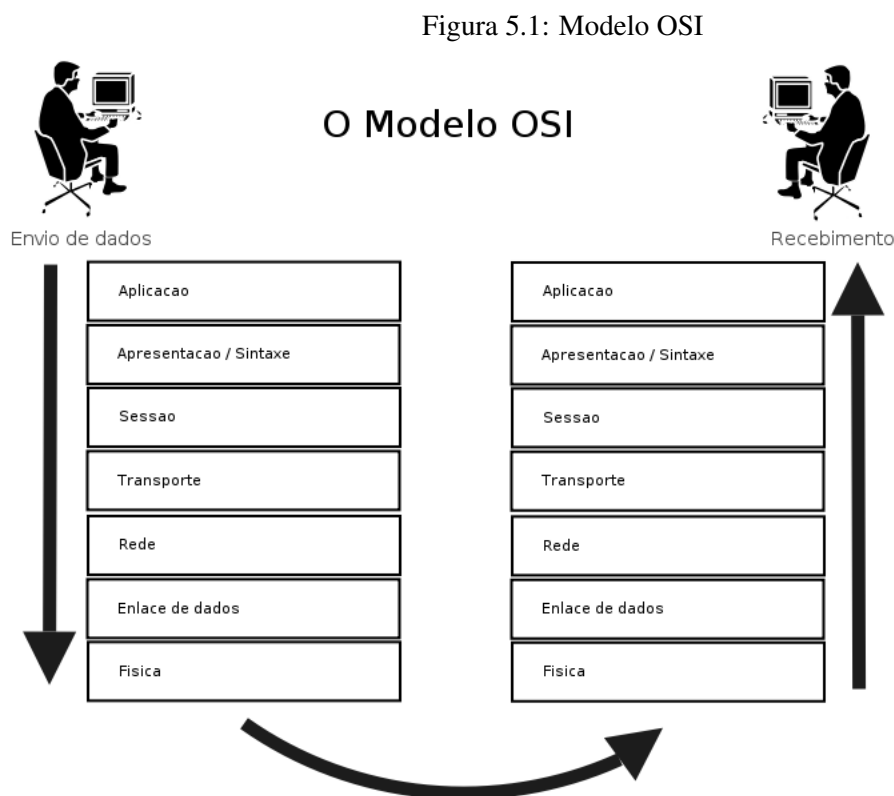 Figura 5.1: Modelo OSI
O Modelo OSI
Envio de dados
Recebimento
Aplicacao
Apresentacao / Sintaxe
Sessao
Transporte
Rede
Enlace de dados
Fisica
Aplicacao
Apresentacao / Sintaxe
Sessao
Transporte
Rede
Enlace de dados
Fisica